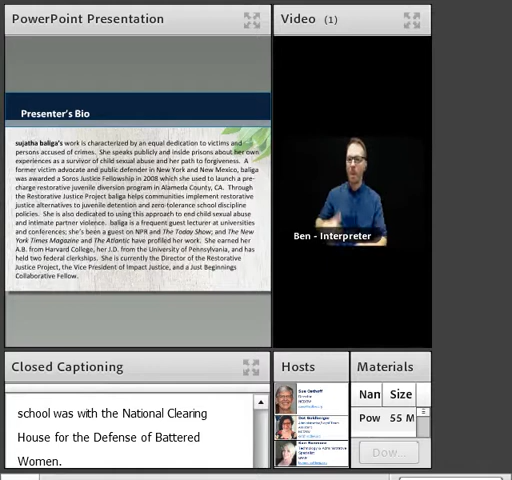 PowerPoint Presentation
Video (1)
Presenter's Bio
sujatha baliga's work is characterized by an equal dedication to victims and
persons accused of crimes. She speaks publicly and inside prisons about her own
experiences as a survivor of child sexual abuse and her path to forgiveness. A
former victim advocate and public defender in New York and New Mexico, baliga
was awarded a Soros Justice Fellowship in 2008 which she used to launch a pre-
charge restorative juvenile diversion program in Alameda County, CA. Through
the Restorative Justice Project baliga helps communities implement restorative
justice alternatives to juvenile detention and zero-tolerance school discipline
policies. She is also dedicated to using this approach to end child sexual abuse
and intimate partner violence. baliga is a frequent guest lecturer at universities
and conferences; she's been a guest on NPR and The Today Show; and The New
York Times Magazine and The Atlantic have profiled her work. She earned her
A.B. from Harvard College, her J.D. from the University of Pennsylvania, and has
held two federal clerkships. She is currently the Director of the Restorative
Justice Project, the Vice President of Impact Justice, and a Just Beginnings
Collaborative Fellow.
Ben - Interpreter
Closed Captioning
school was with the National Clearing
House for the Defense of Battered
Women.
Hosts
Materials
Nan Size
Pow 55 M
Dow...